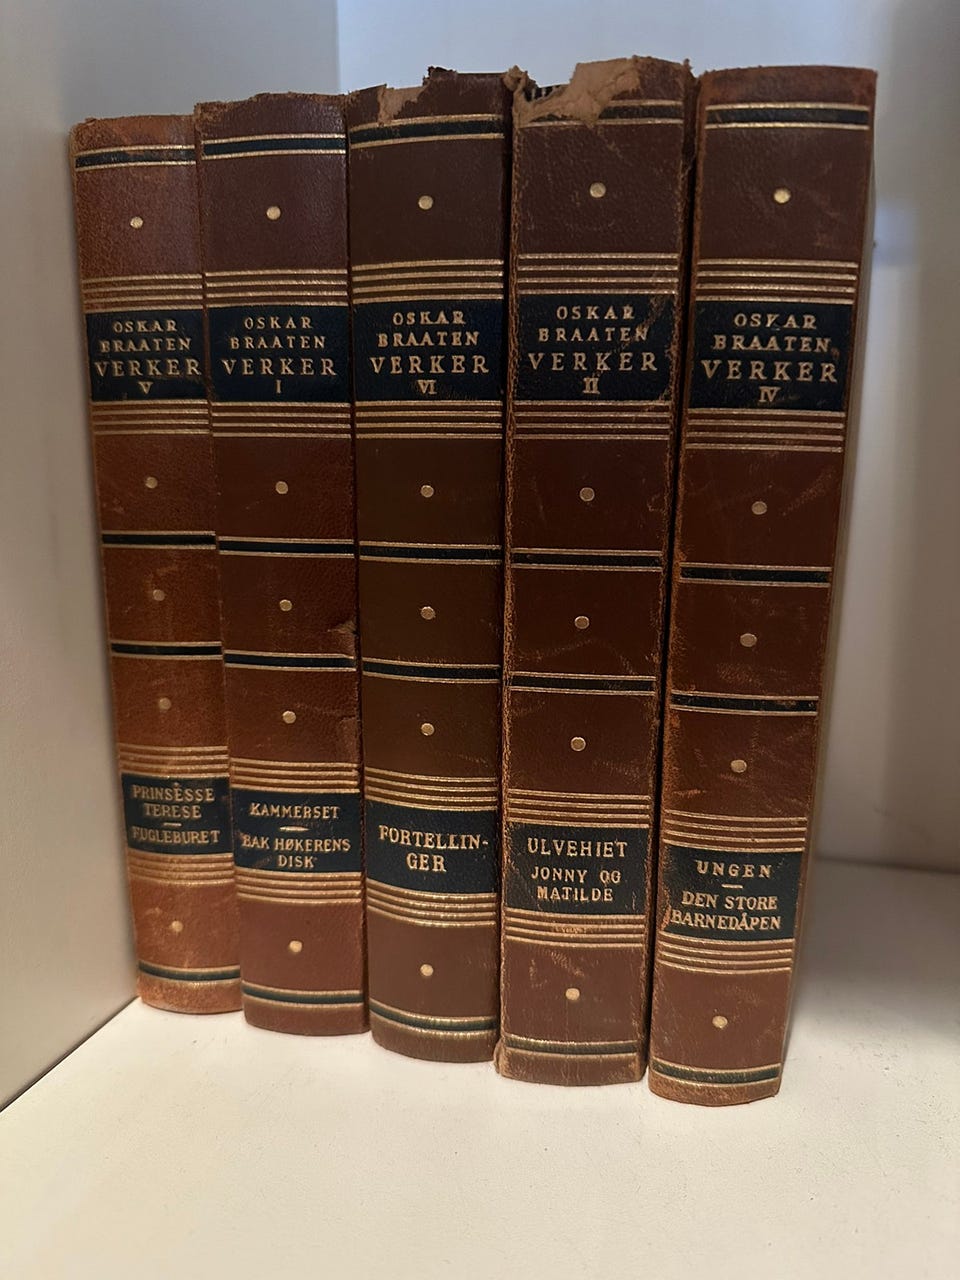 OSKAR
BRAATEN
VERKER
V
PRINSESSE
TERESE
FUGLEBURET
OSKAR
BRAATEN
VERKER
I
KAMMERSET
BAK HØKERENS
DISK
OSKAR
BRAATEN
VERKER
VI
FORTELLIN-
GER
OSKAR
BRAATEN
VERKER
II
ULVEHIET
JONNY OG
MATILDE
OSKAR
BRAATEN
VERKER
IV
UNGEN
DEN STORE
BARNEDÅPEN